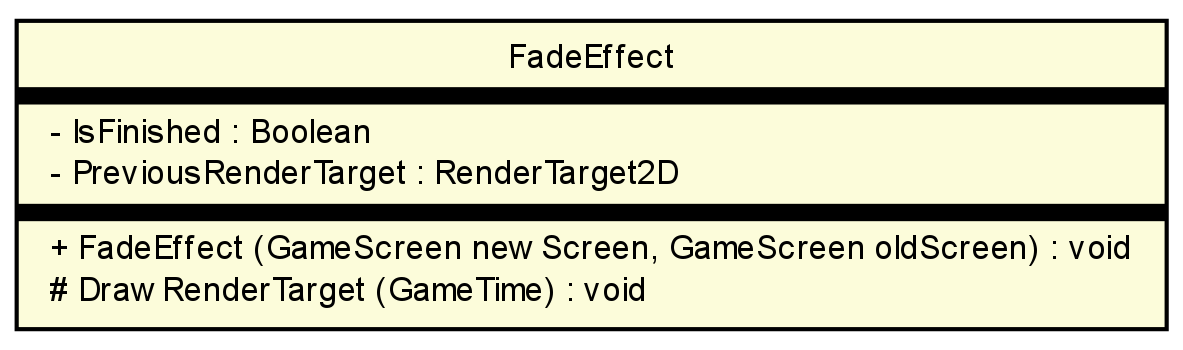 FadeEffect
- IsFinished : Boolean
- PreviousRenderTarget : RenderTarget2D
+ FadeEffect (GameScreen new Screen, GameScreen oldScreen) : void
# Draw RenderTarget (GameTime) : void